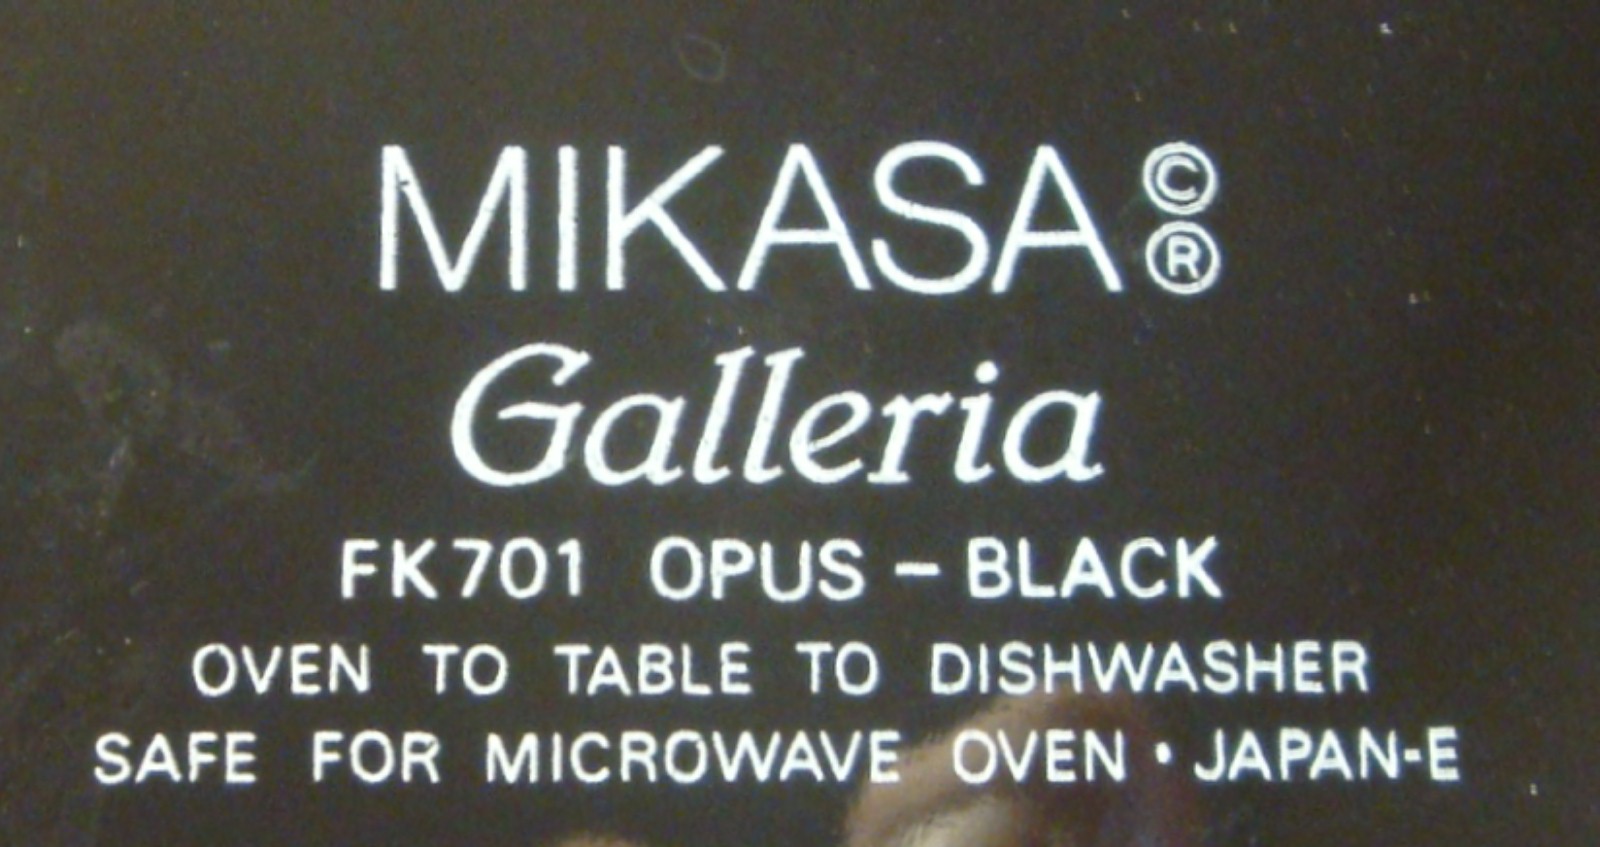 MIKASA©®
Galleria
FK701 OPUS – BLACK
OVEN TO TABLE TO DISHWASHER
SAFE FOR MICROWAVE OVEN • JAPAN-E